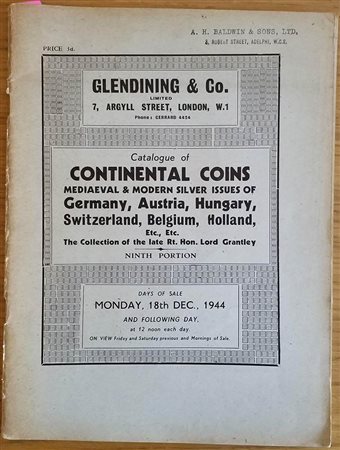 A. H. BALDWIN & SONS, LTD,
3, ROBERT STREET, ADELPHI, W.C.2.
PRICE 3d.
GLENDINING & Co.
LIMITED
7, ARGYLL STREET, LONDON, W.1
Phone: GERRARD 4424
Catalogue of
CONTINENTAL COINS
MEDIAEVAL & MODERN SILVER ISSUES OF
Germany, Austria, Hungary,
Switzerland, Belgium, Holland,
Etc., Etc.
The Collection of the late Rt. Hon. Lord Grantley
NINTH PORTION
DAYS OF SALE
MONDAY, 18th DEC., 1944
AND FOLLOWING DAY,
at 12 noon each day.
ON VIEW Friday and Saturday previous and Mornings of Sale.